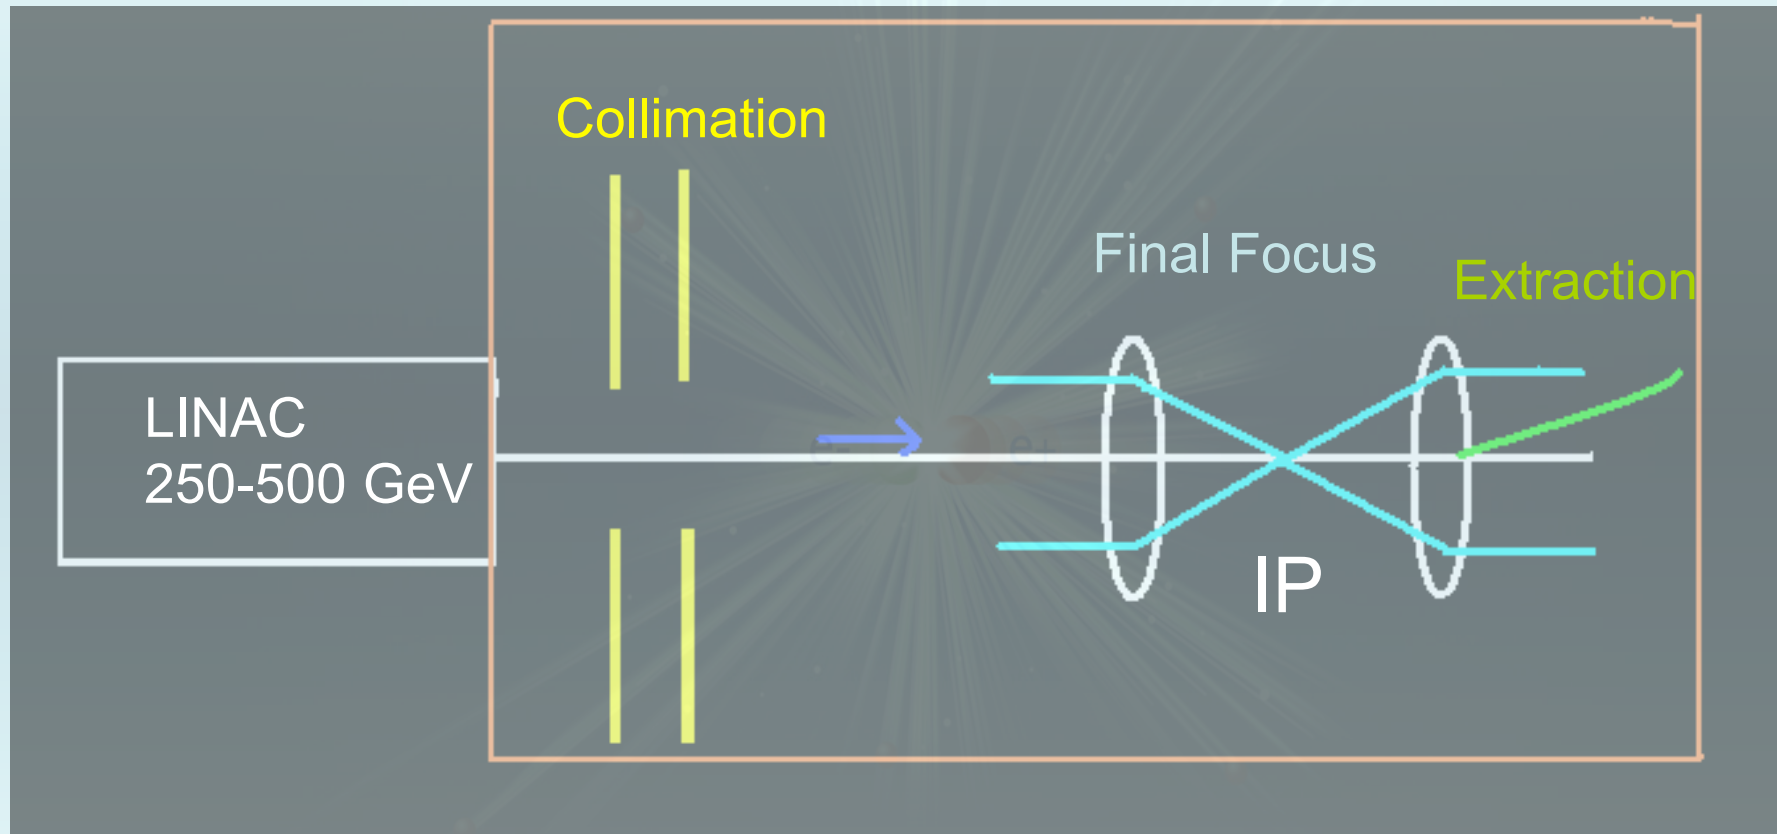 Collimation
Final Focus
Extraction
LINAC
250-500 GeV
e-
e+
IP